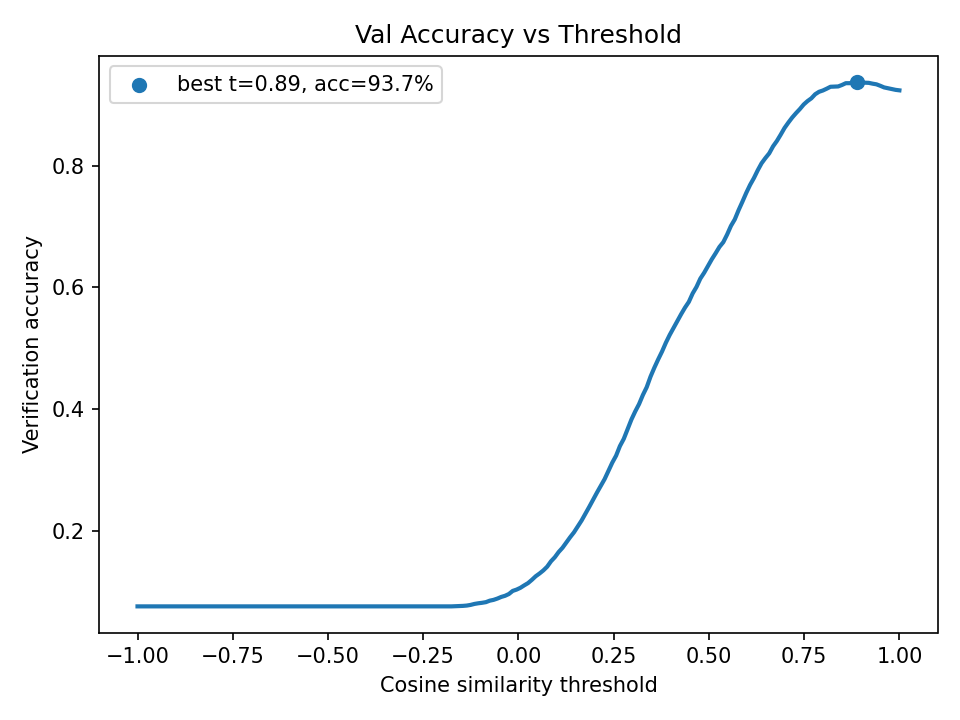 Val Accuracy vs Threshold
best t=0.89, acc=93.7%
Verification accuracy
0.8
0.6
0.4
0.2
−1.00 −0.75 −0.50 −0.25 0.00 0.25 0.50 0.75 1.00
Cosine similarity threshold